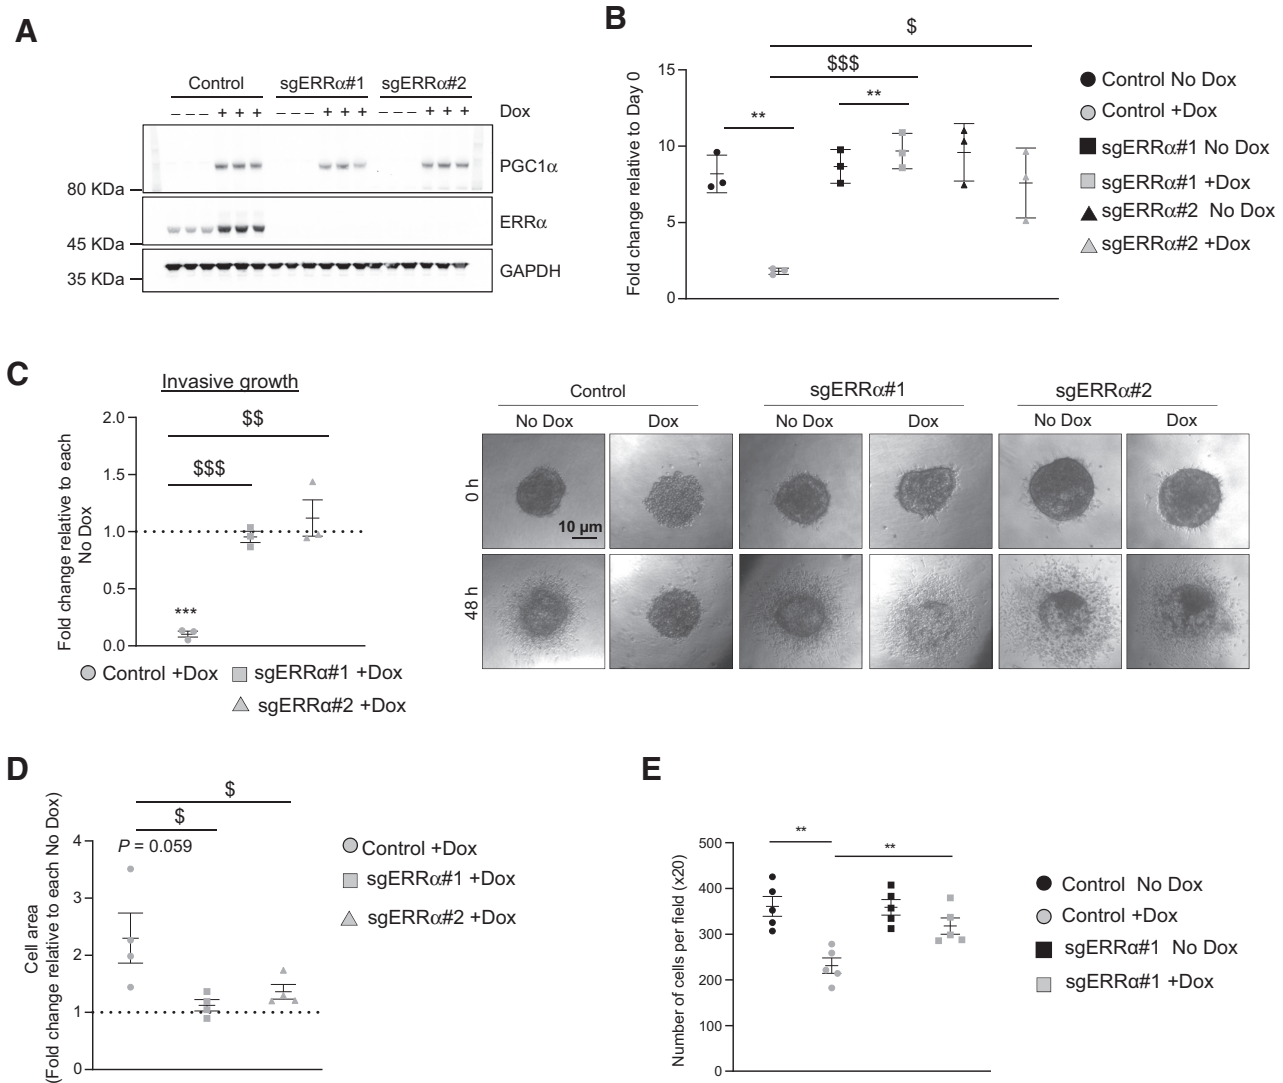 A
Control sgERRα#1 sgERRα#2
– – – + + + – – – + + + – – – + + + Dox
PGC1α
80 KDa
ERRα
45 KDa
GAPDH
35 KDa
B
$
$$$
**
**
Fold change relative to Day 0
15
10
5
0
Control No Dox
Control +Dox
sgERRα#1 No Dox
sgERRα#1 +Dox
sgERRα#2 No Dox
sgERRα#2 +Dox
C
Invasive growth
Fold change relative to each
No Dox
2.0
1.5
1.0
0.5
0.0
$$
$$$
***
Control +Dox sgERRα#1 +Dox
sgERRα#2 +Dox
Control sgERRα#1 sgERRα#2
No Dox Dox No Dox Dox No Dox Dox
0 h
10 µm
48 h
D
Cell area
(Fold change relative to each No Dox)
$
$
P = 0.059
4
3
2
1
0
Control +Dox
sgERRα#1 +Dox
sgERRα#2 +Dox
E
Number of cells per field (x20)
500
400
300
200
100
0
**
**
Control No Dox
Control +Dox
sgERRα#1 No Dox
sgERRα#1 +Dox